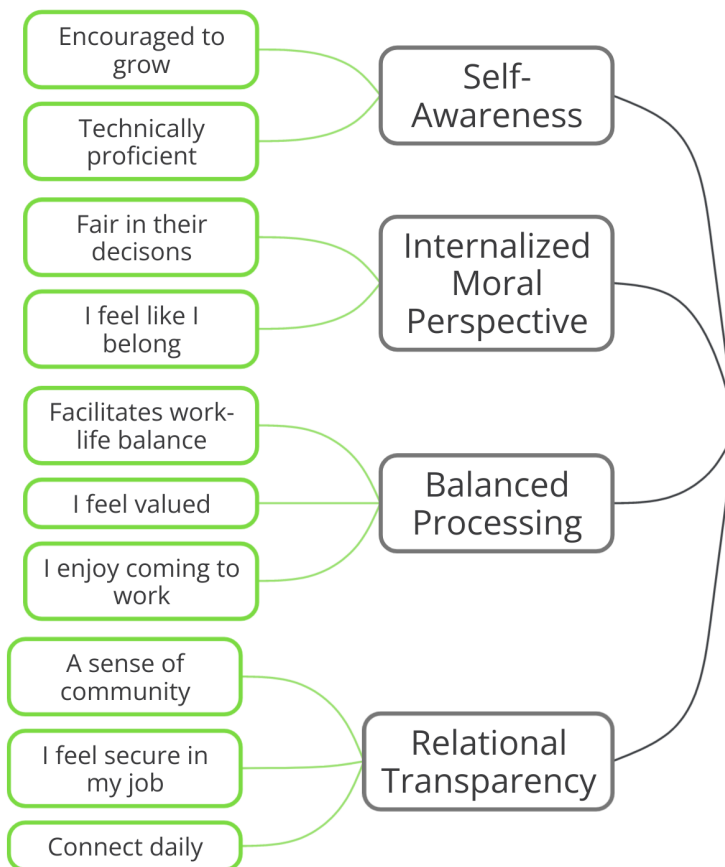 Encouraged to
grow
Technically
proficient
Self-
Awareness
Fair in their
decisons
I feel like I
belong
Internalized
Moral
Perspective
Facilitates work-
life balance
I feel valued
I enjoy coming to
work
Balanced
Processing
A sense of
community
I feel secure in
my job
Connect daily
Relational
Transparency